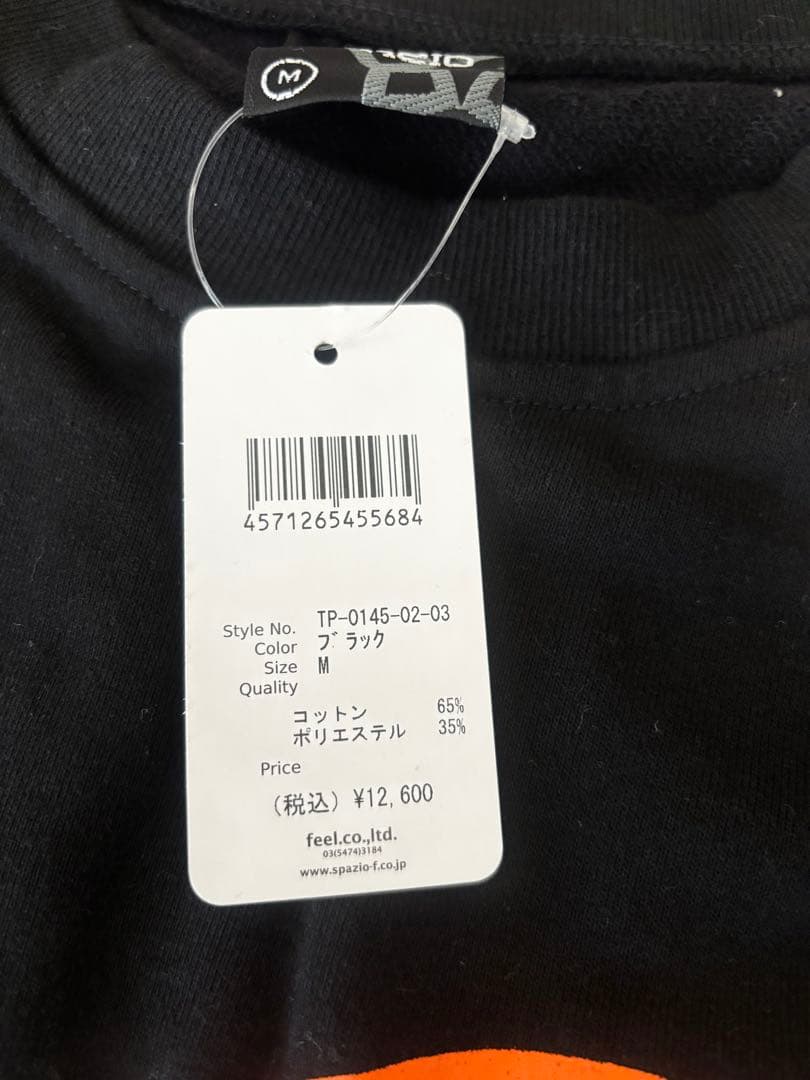 M
4571265455684
Style No. TP-0145-02-03
Color ブラック
Size M
Quality
コットン 65%
ポリエステル 35%
Price
(税込) ¥12,600
feel.co.,ltd.
03(5474)3184
www.spazio-f.co.jp